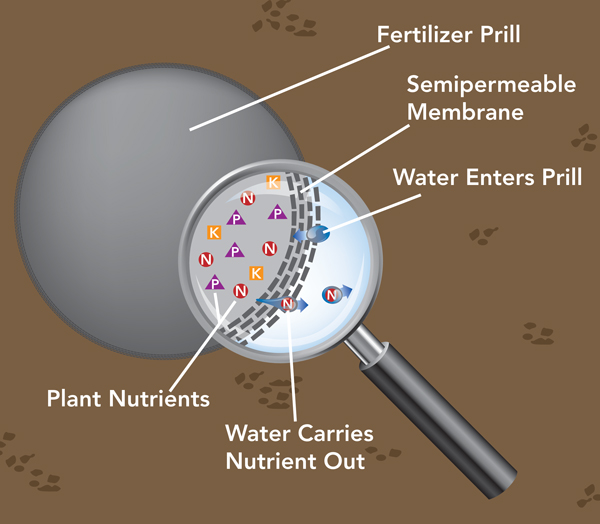 Fertilizer Prill
Semipermeable
Membrane
Water Enters Prill
K
N
P
P
K
P
N
N
K
P
N
N
N
Plant Nutrients
Water Carries
Nutrient Out